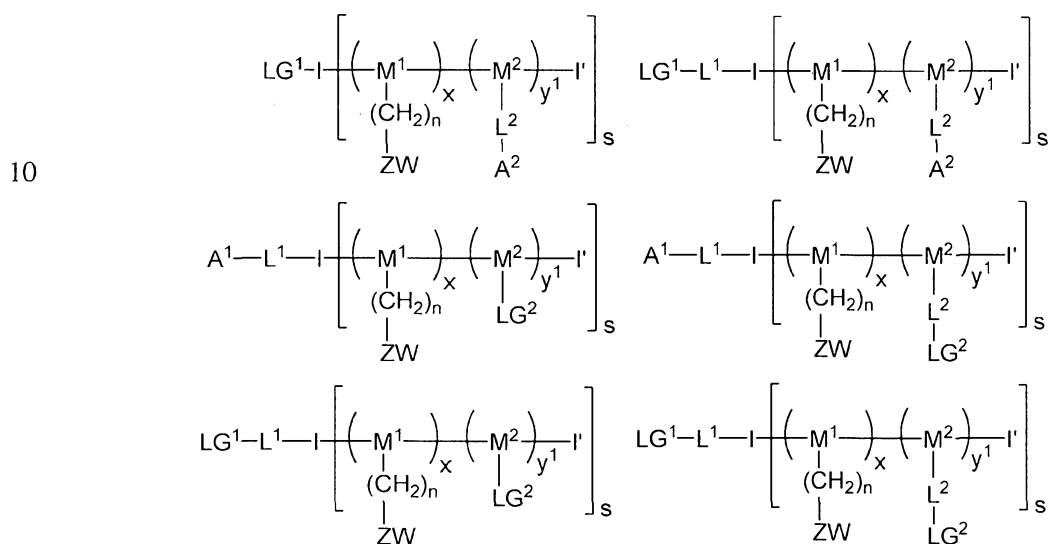 LG¹-I-[(M¹)x-(M²)y¹-I']s LG¹-L¹-I-[(M¹)x-(M²)y¹-I']s
(CH₂)n L² (CH₂)n L²
ZW A² ZW A²
10
A¹-L¹-I-[(M¹)x-(M²)y¹-I']s A¹-L¹-I-[(M¹)x-(M²)y¹-I']s
(CH₂)n LG² (CH₂)n L²
ZW ZW LG²
LG¹-L¹-I-[(M¹)x-(M²)y¹-I']s LG¹-L¹-I-[(M¹)x-(M²)y¹-I']s
(CH₂)n LG² (CH₂)n L²
ZW ZW LG²